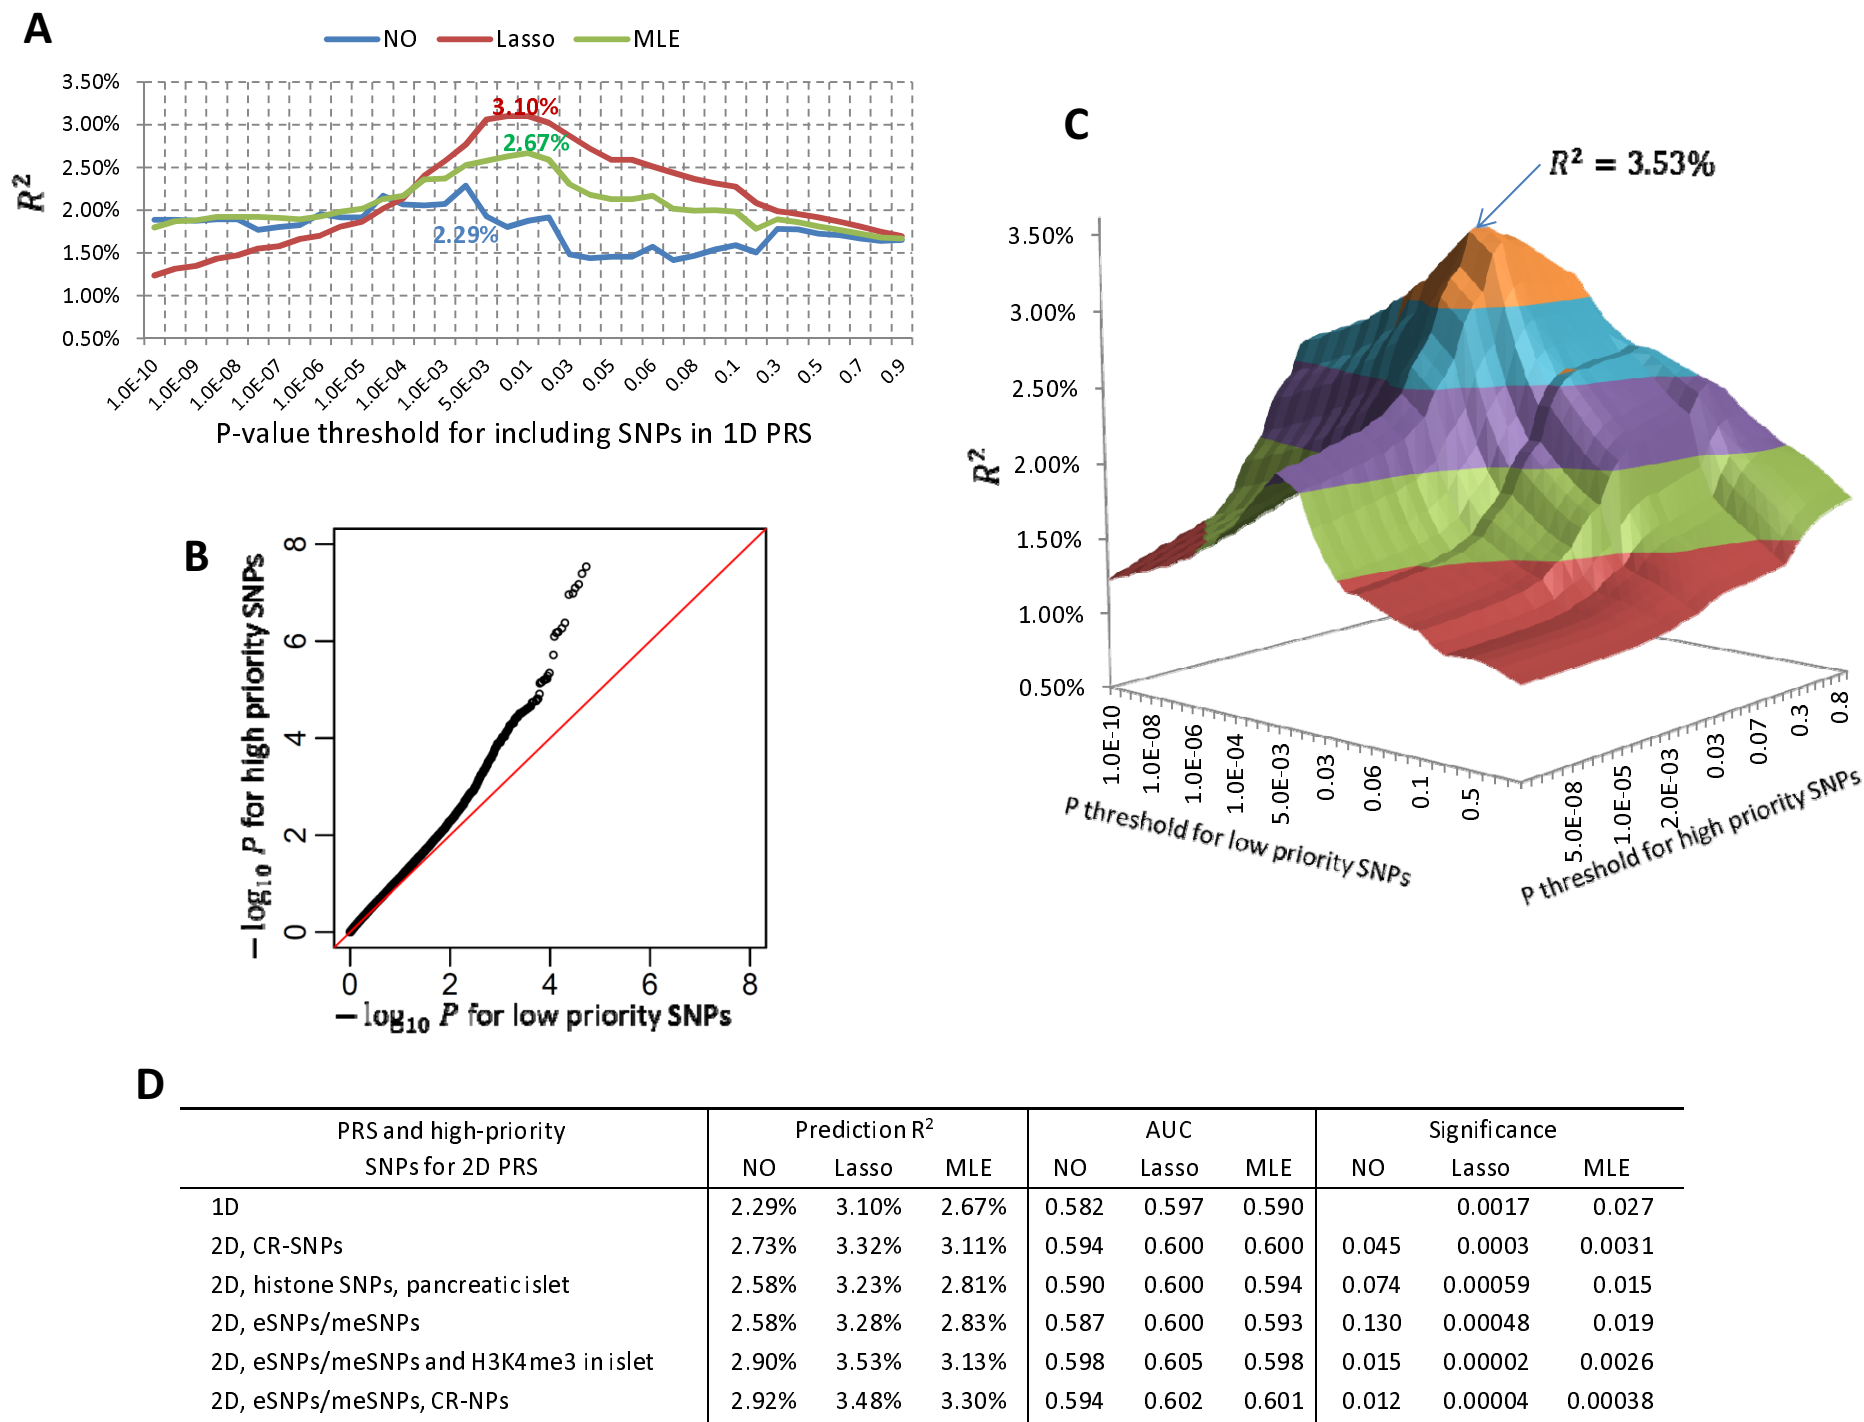 A
NO Lasso MLE
3.50%
3.00%
2.50%
2.00%
1.50%
1.00%
0.50%
R²
3.10%
2.67%
2.29%
1.0E-10 1.0E-09 1.0E-08 1.0E-07 1.0E-06 1.0E-05 1.0E-04 1.0E-03 5.0E-03 0.01 0.03 0.05 0.06 0.08 0.1 0.3 0.5 0.7 0.9
P-value threshold for including SNPs in 1D PRS
B
8
6
4
2
0
− log₁₀ P for high priority SNPs
0 2 4 6 8
− log₁₀ P for low priority SNPs
C
R² = 3.53%
3.50%
3.00%
2.50%
2.00%
1.50%
1.00%
0.50%
R²
1.0E-10 1.0E-08 1.0E-06 1.0E-04 5.0E-03 0.03 0.06 0.1 0.5
P threshold for low priority SNPs
5.0E-08 1.0E-05 2.0E-03 0.03 0.07 0.3 0.8
P threshold for high priority SNPs
D
PRS and high-priority Prediction R² AUC Significance
SNPs for 2D PRS NO Lasso MLE NO Lasso MLE NO Lasso MLE
1D 2.29% 3.10% 2.67% 0.582 0.597 0.590 0.0017 0.027
2D, CR-SNPs 2.73% 3.32% 3.11% 0.594 0.600 0.600 0.045 0.0003 0.0031
2D, histone SNPs, pancreatic islet 2.58% 3.23% 2.81% 0.590 0.600 0.594 0.074 0.00059 0.015
2D, eSNPs/meSNPs 2.58% 3.28% 2.83% 0.587 0.600 0.593 0.130 0.00048 0.019
2D, eSNPs/meSNPs and H3K4me3 in islet 2.90% 3.53% 3.13% 0.598 0.605 0.598 0.015 0.00002 0.0026
2D, eSNPs/meSNPs, CR-NPs 2.92% 3.48% 3.30% 0.594 0.602 0.601 0.012 0.00004 0.00038